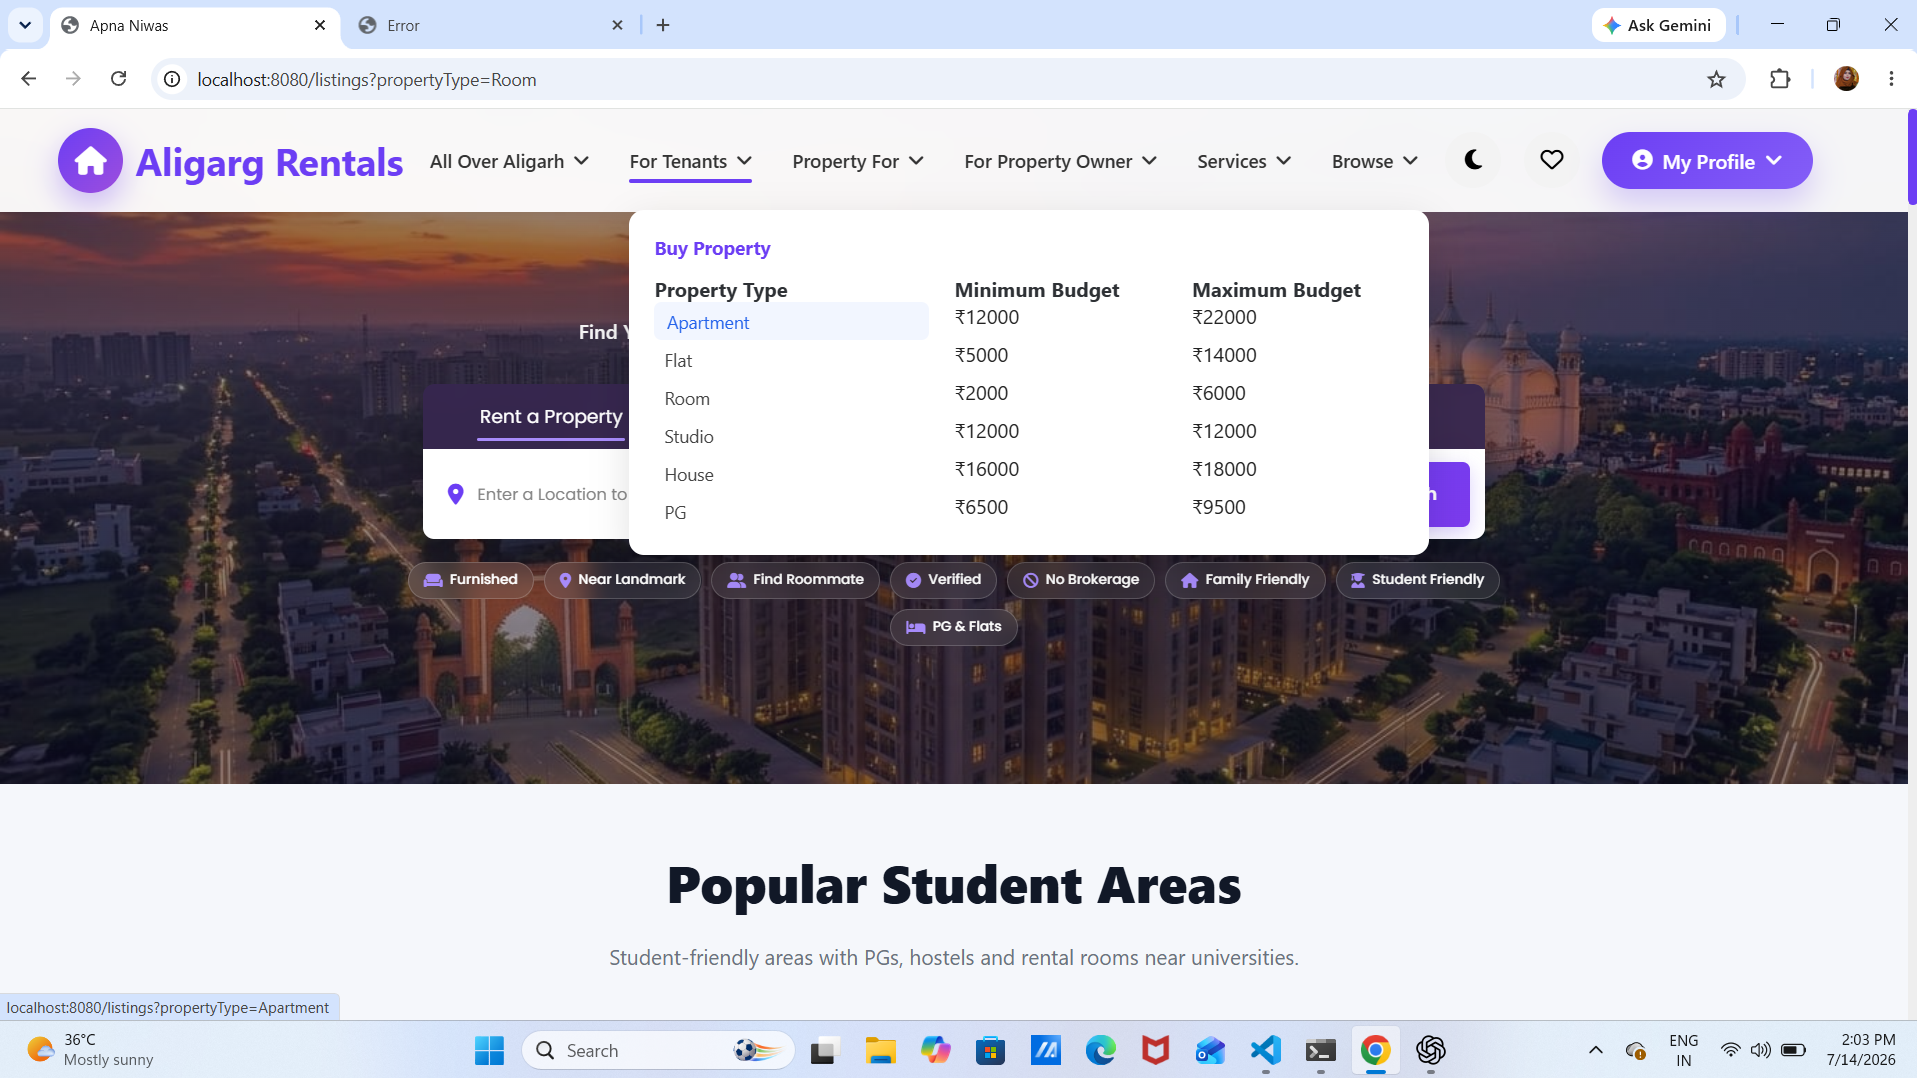 Apna Niwas
Error
Ask Gemini
localhost:8080/listings?propertyType=Room
Aligarg Rentals
All Over Aligarh
For Tenants
Property For
For Property Owner
Services
Browse
My Profile
Buy Property
Property Type Minimum Budget Maximum Budget
Apartment ₹12000 ₹22000
Flat ₹5000 ₹14000
Room ₹2000 ₹6000
Studio ₹12000 ₹12000
House ₹16000 ₹18000
PG ₹6500 ₹9500
Find
Rent a Property
Enter a Location to
h
Furnished
Near Landmark
Find Roommate
Verified
No Brokerage
Family Friendly
Student Friendly
PG & Flats
Popular Student Areas
Student-friendly areas with PGs, hostels and rental rooms near universities.
localhost:8080/listings?propertyType=Apartment
36°C
Mostly sunny
Search
ENG
IN
2:03 PM
7/14/2026